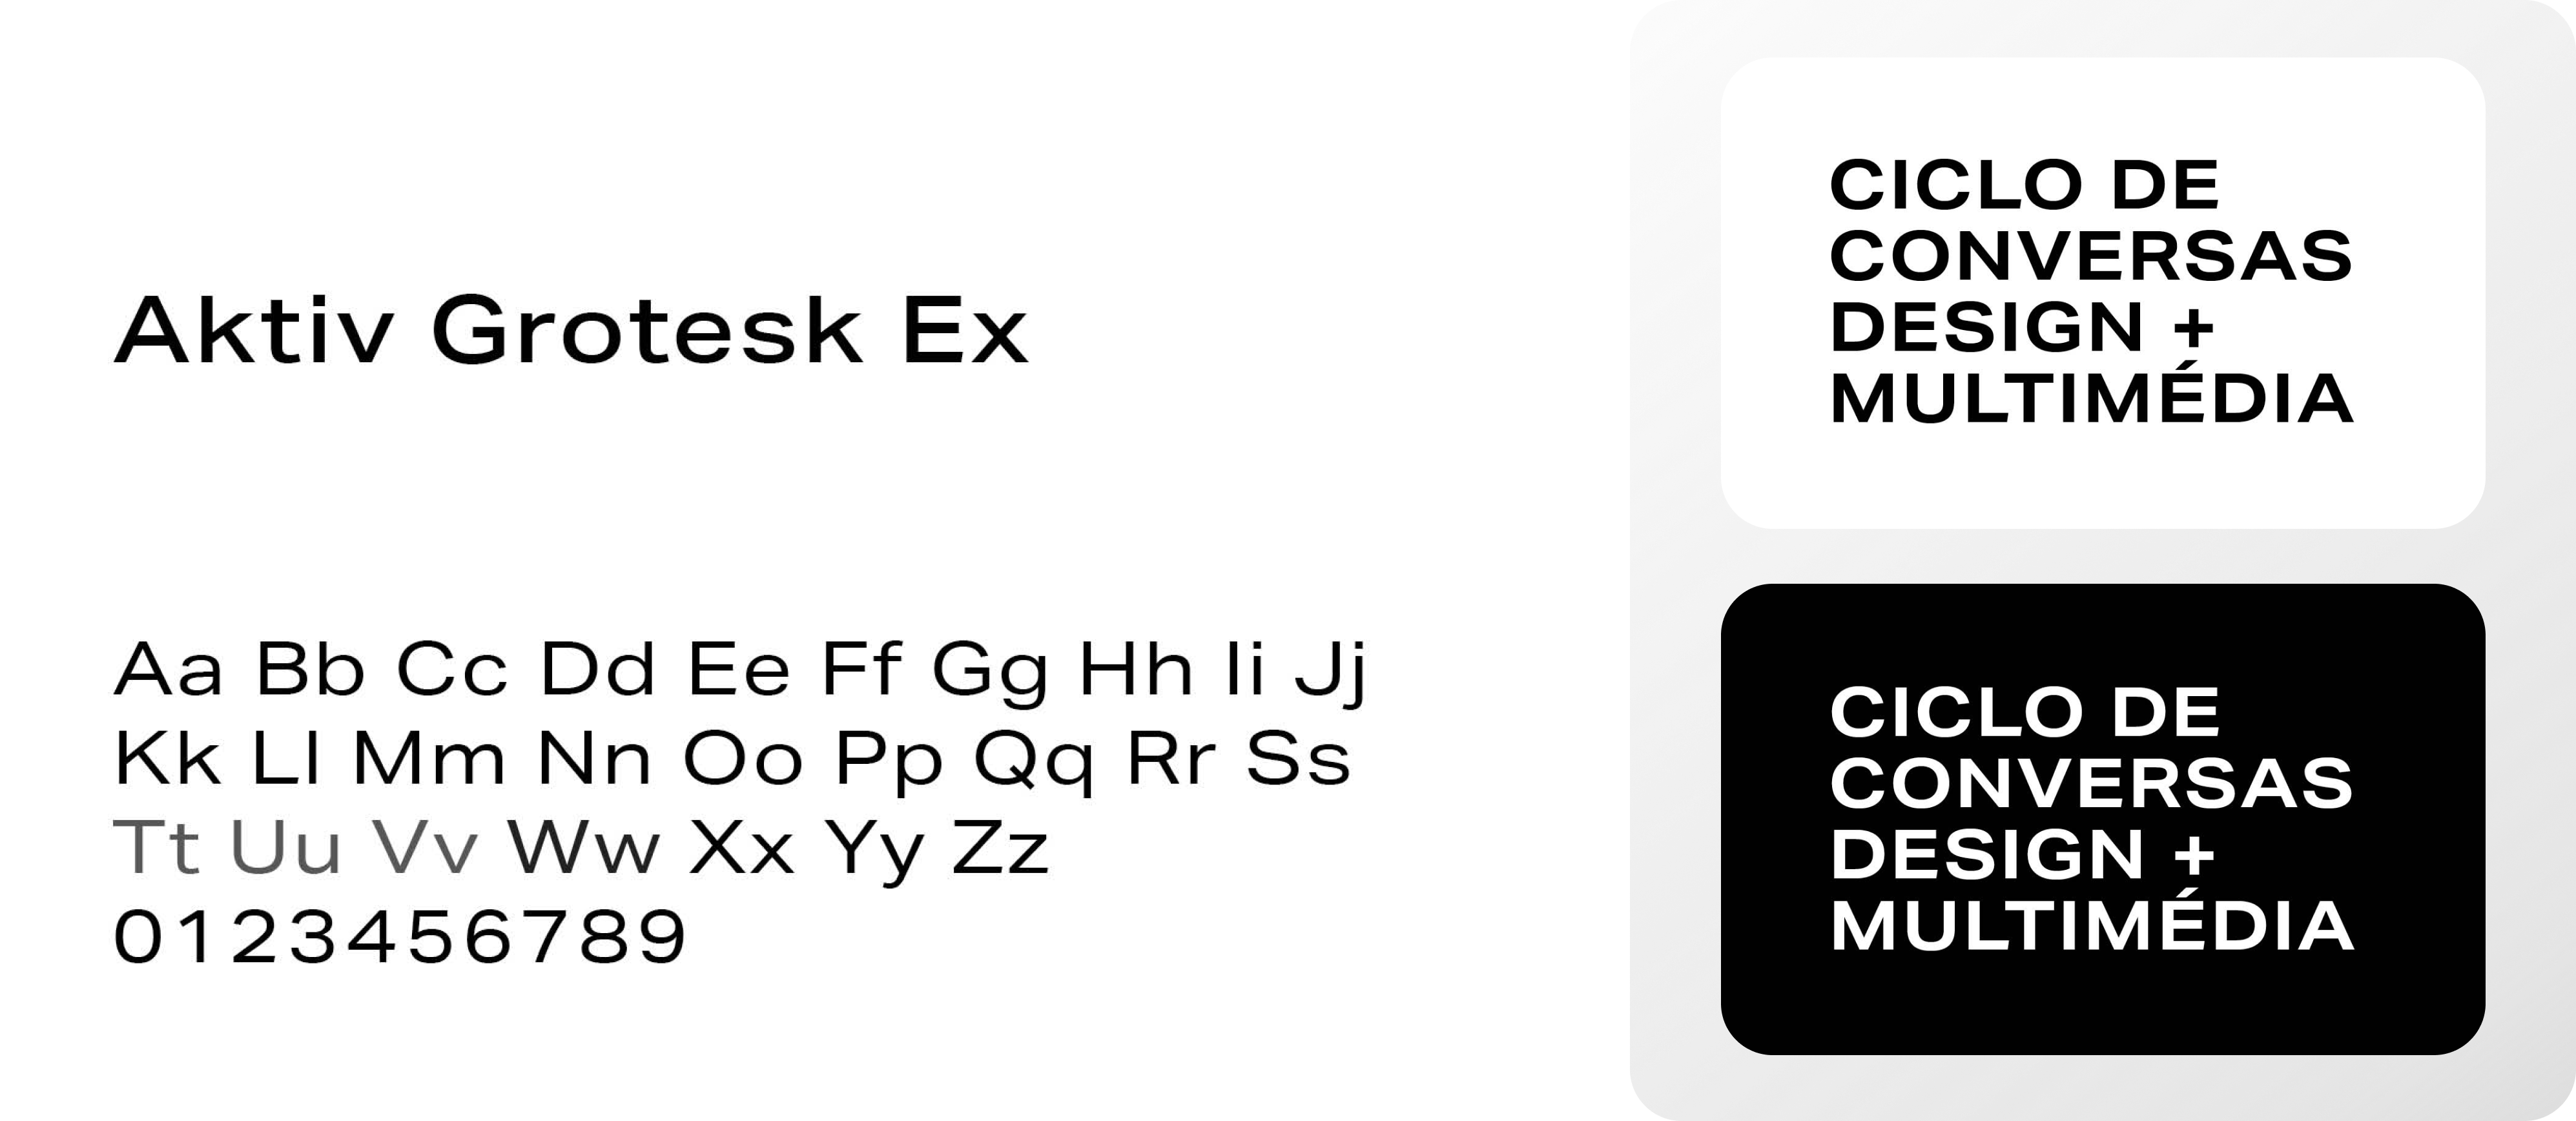 Aktiv Grotesk Ex
Aa Bb Cc Dd Ee Ff Gg Hh Ii Jj
Kk Ll Mm Nn Oo Pp Qq Rr Ss
Tt Uu Vv Ww Xx Yy Zz
0123456789
CICLO DE
CONVERSAS
DESIGN +
MULTIMÉDIA
CICLO DE
CONVERSAS
DESIGN +
MULTIMÉDIA